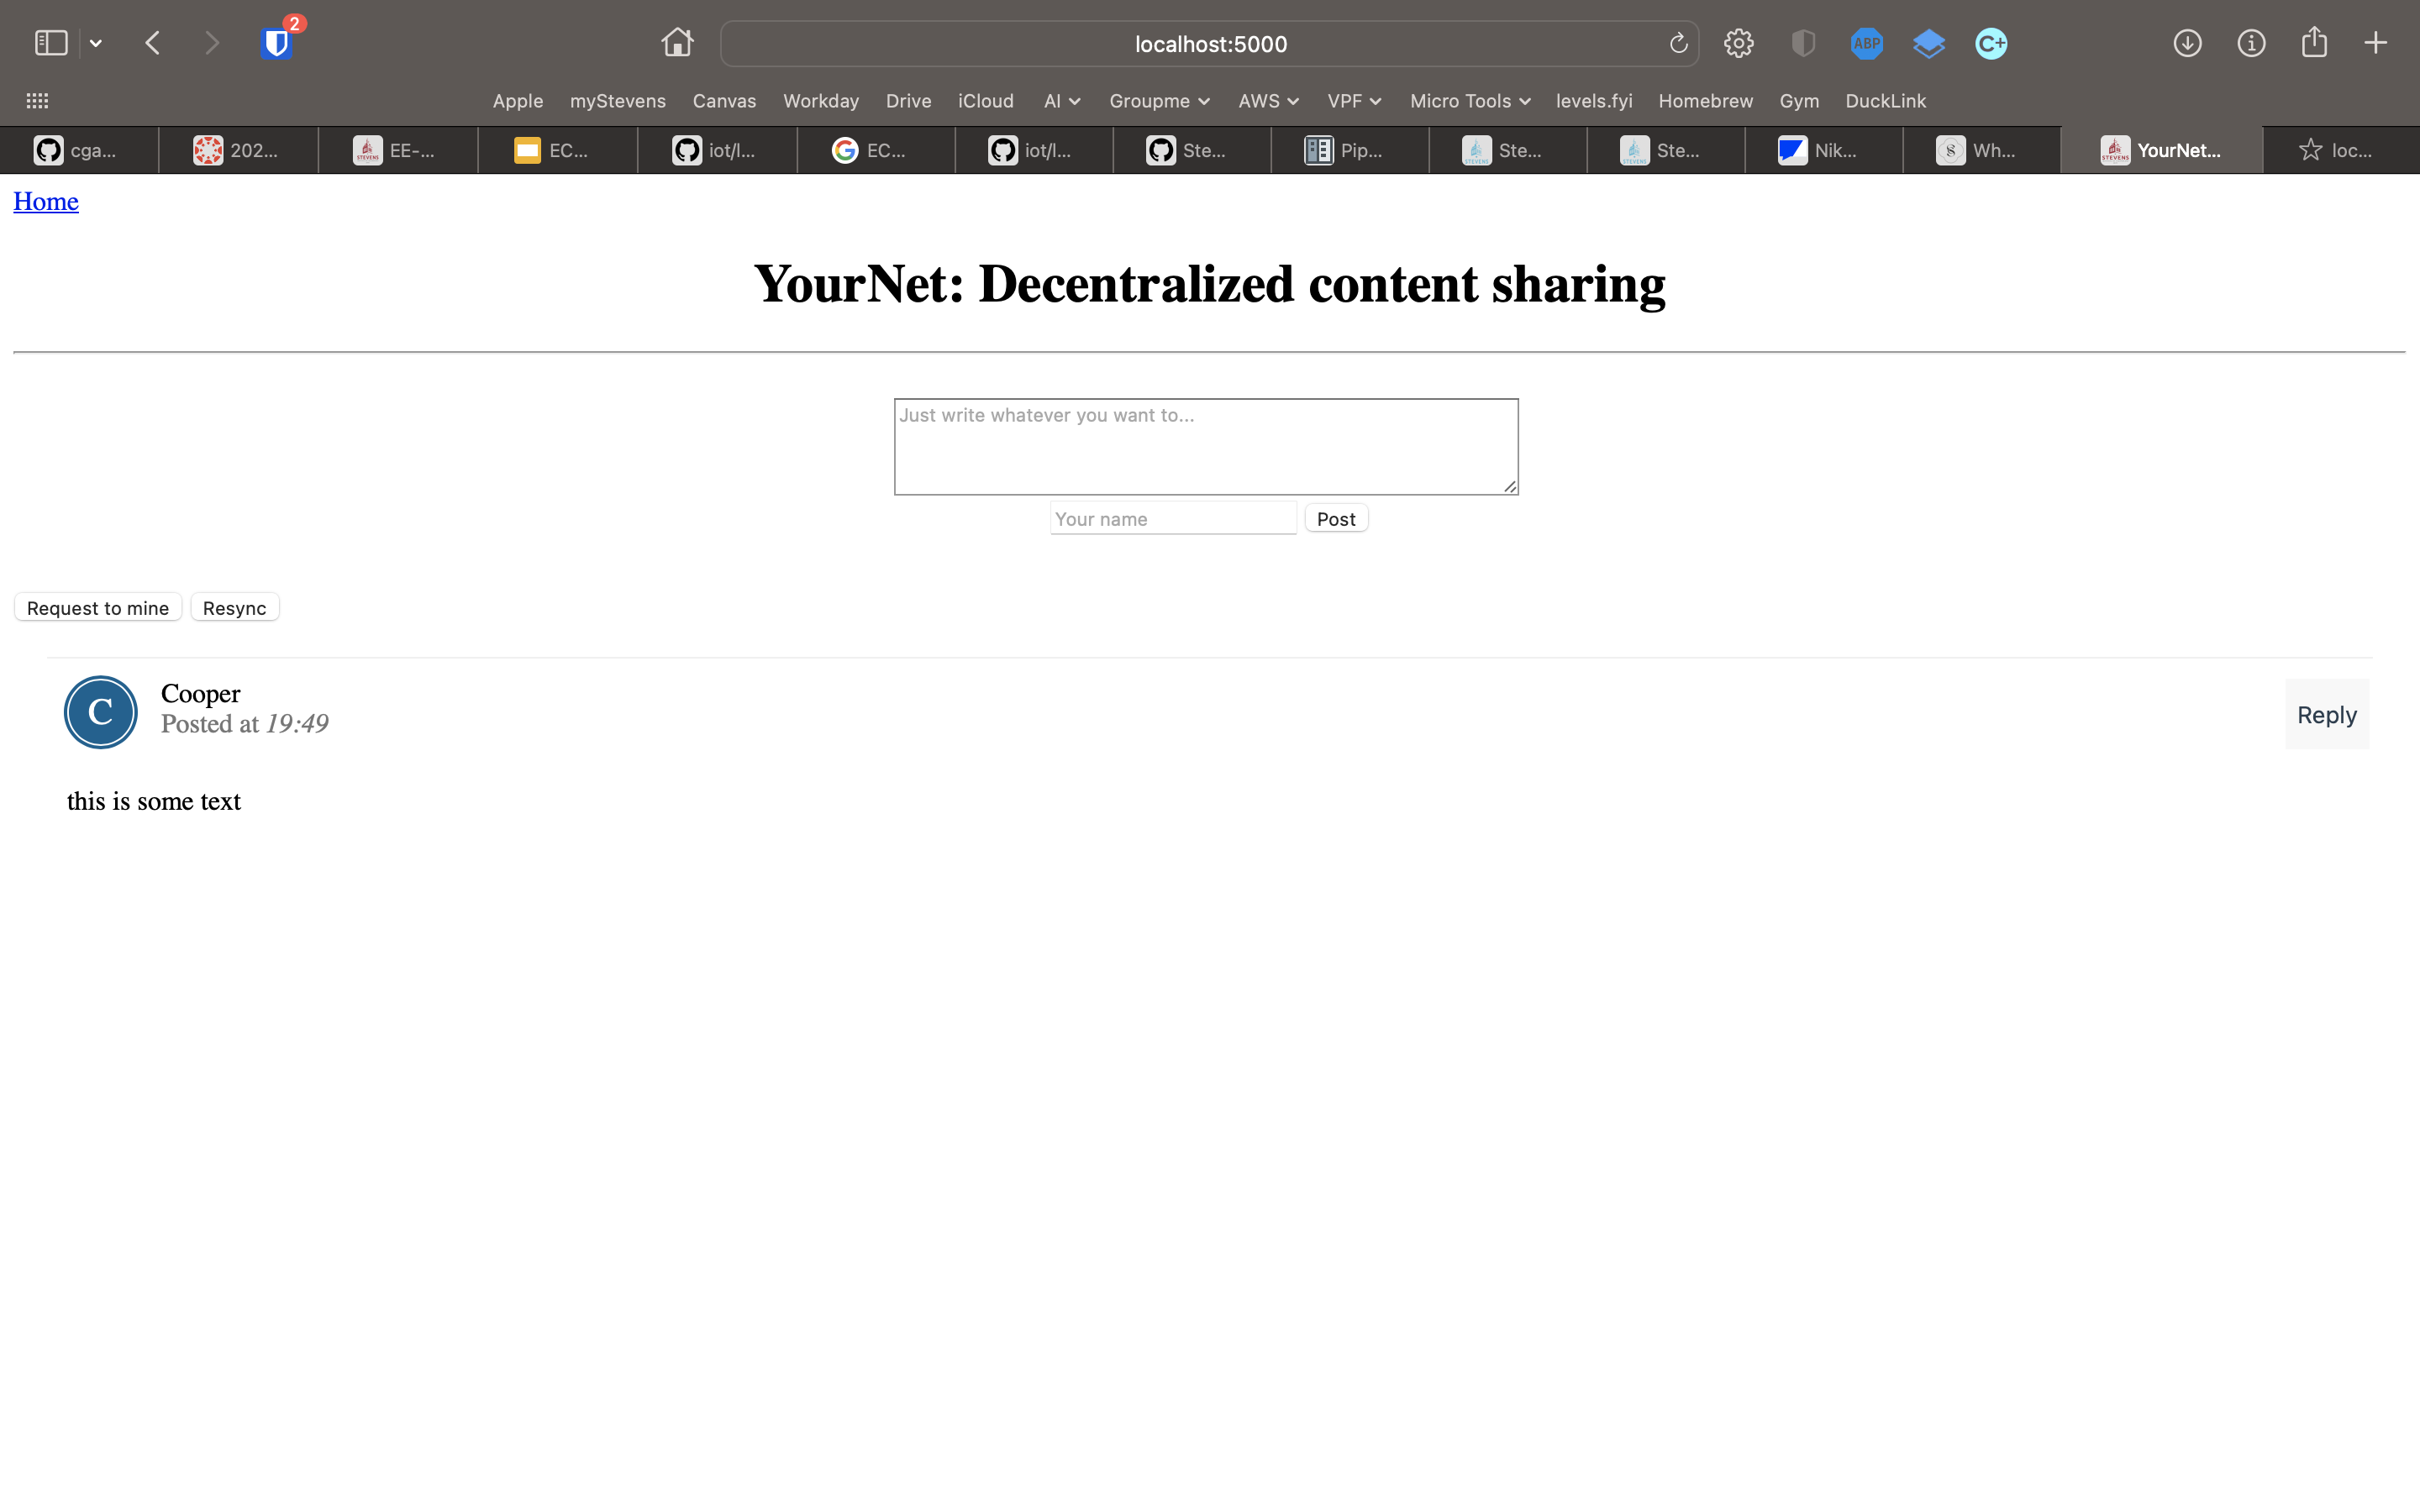 2
localhost:5000
ABP
C+
Apple myStevens Canvas Workday Drive iCloud AI Groupme AWS VPF Micro Tools levels.fyi Homebrew Gym DuckLink
cga... 202... EE-... EC... iot/l... EC... iot/l... Ste... Pip... Ste... Ste... Nik... Wh... YourNet... loc...
Home
YourNet: Decentralized content sharing
Just write whatever you want to...
Your name Post
Request to mine Resync
C
Cooper
Posted at 19:49
Reply
this is some text